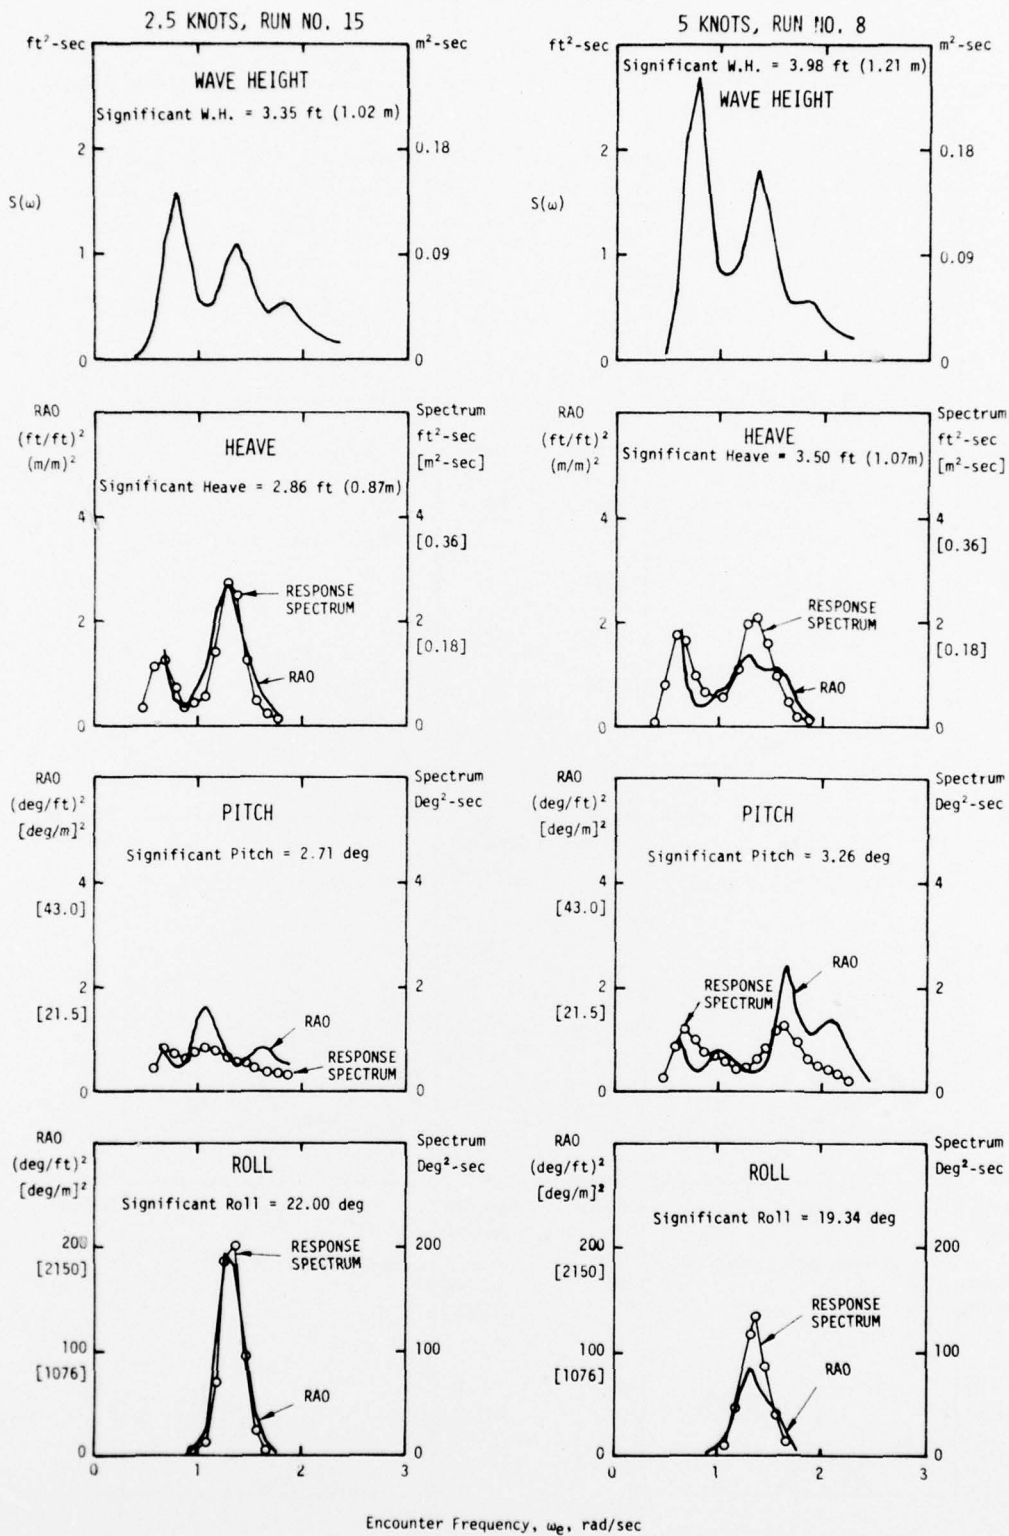 2.5 KNOTS, RUN NO. 15
ft²-sec
m²-sec
WAVE HEIGHT
Significant W.H. = 3.35 ft (1.02 m)
2
0.18
S(ω)
1
0.09
0
0
5 KNOTS, RUN NO. 8
ft²-sec
m²-sec
Significant W.H. = 3.98 ft (1.21 m)
WAVE HEIGHT
2
0.18
S(ω)
1
0.09
0
0
RAO
(ft/ft)²
(m/m)²
Spectrum
ft²-sec
[m²-sec]
HEAVE
Significant Heave = 2.86 ft (0.87m)
4
4
[0.36]
RESPONSE
SPECTRUM
2
2
[0.18]
RAO
0
0
RAO
(ft/ft)²
(m/m)²
Spectrum
ft²-sec
[m²-sec]
HEAVE
Significant Heave = 3.50 ft (1.07m)
4
4
[0.36]
RESPONSE
SPECTRUM
2
2
[0.18]
RAO
0
0
RAO
(deg/ft)²
[deg/m]²
Spectrum
Deg²-sec
PITCH
Significant Pitch = 2.71 deg
4
4
[43.0]
2
2
[21.5]
RAO
RESPONSE
SPECTRUM
0
0
RAO
(deg/ft)²
[deg/m]²
Spectrum
Deg²-sec
PITCH
Significant Pitch = 3.26 deg
4
4
[43.0]
RAO
RESPONSE
SPECTRUM
2
2
[21.5]
0
0
RAO
(deg/ft)²
[deg/m]²
Spectrum
Deg²-sec
ROLL
Significant Roll = 22.00 deg
200
200
[2150]
RESPONSE
SPECTRUM
100
100
[1076]
RAO
0
0
0
1
2
3
RAO
(deg/ft)²
[deg/m]²
Spectrum
Deg²-sec
ROLL
Significant Roll = 19.34 deg
200
200
[2150]
RESPONSE
SPECTRUM
100
100
[1076]
RAO
0
0
0
1
2
3
Encounter Frequency, ωe, rad/sec